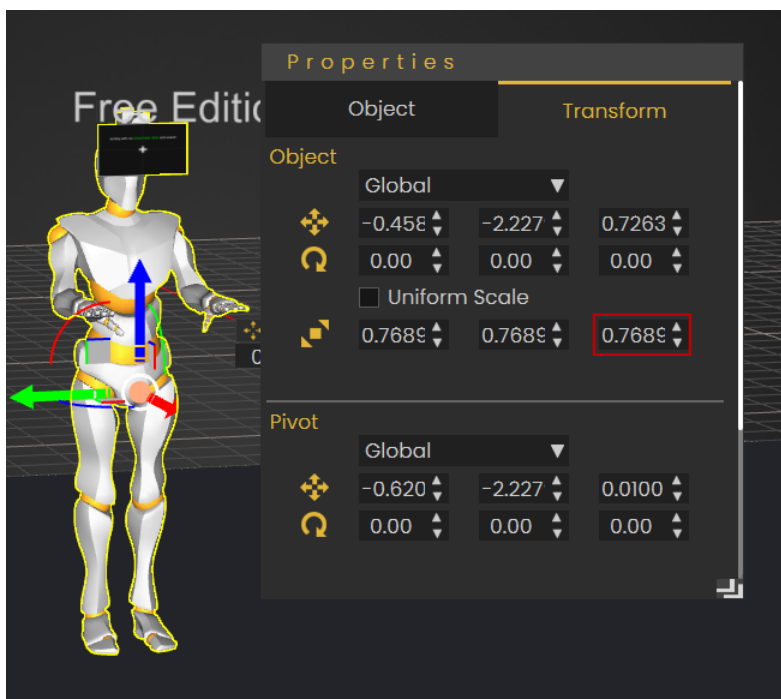 Properties
Free Editic
Object
Transform
Object
Global
-0.458 -2.227 0.7263
0.00 0.00 0.00
Uniform Scale
0.7689 0.7689 0.7689
Pivot
Global
-0.620 -2.227 0.0100
0.00 0.00 0.00